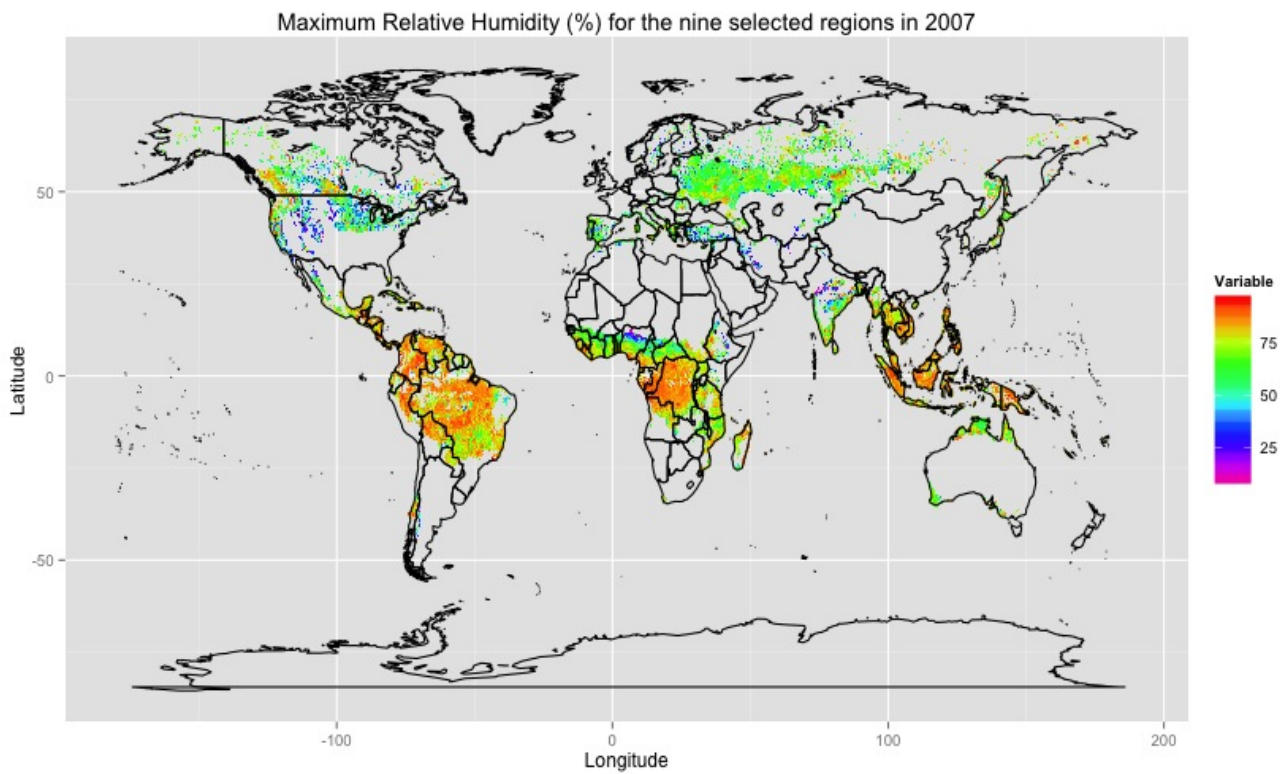 Maximum Relative Humidity (%) for the nine selected regions in 2007
Latitude
50
0
-50
-100
0
100
200
Longitude
Variable
75
50
25